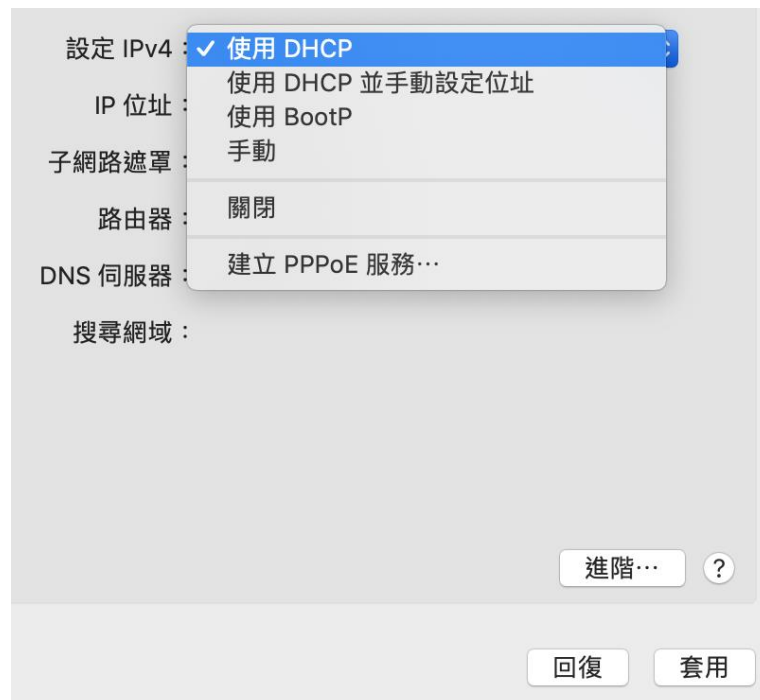 設定 IPv4：✓ 使用 DHCP
使用 DHCP 並手動設定位址
IP 位址：
使用 BootP
手動
子網路遮罩：
關閉
路由器：
建立 PPPoE 服務⋯
DNS 伺服器：
搜尋網域：
進階⋯ ?
回復 套用